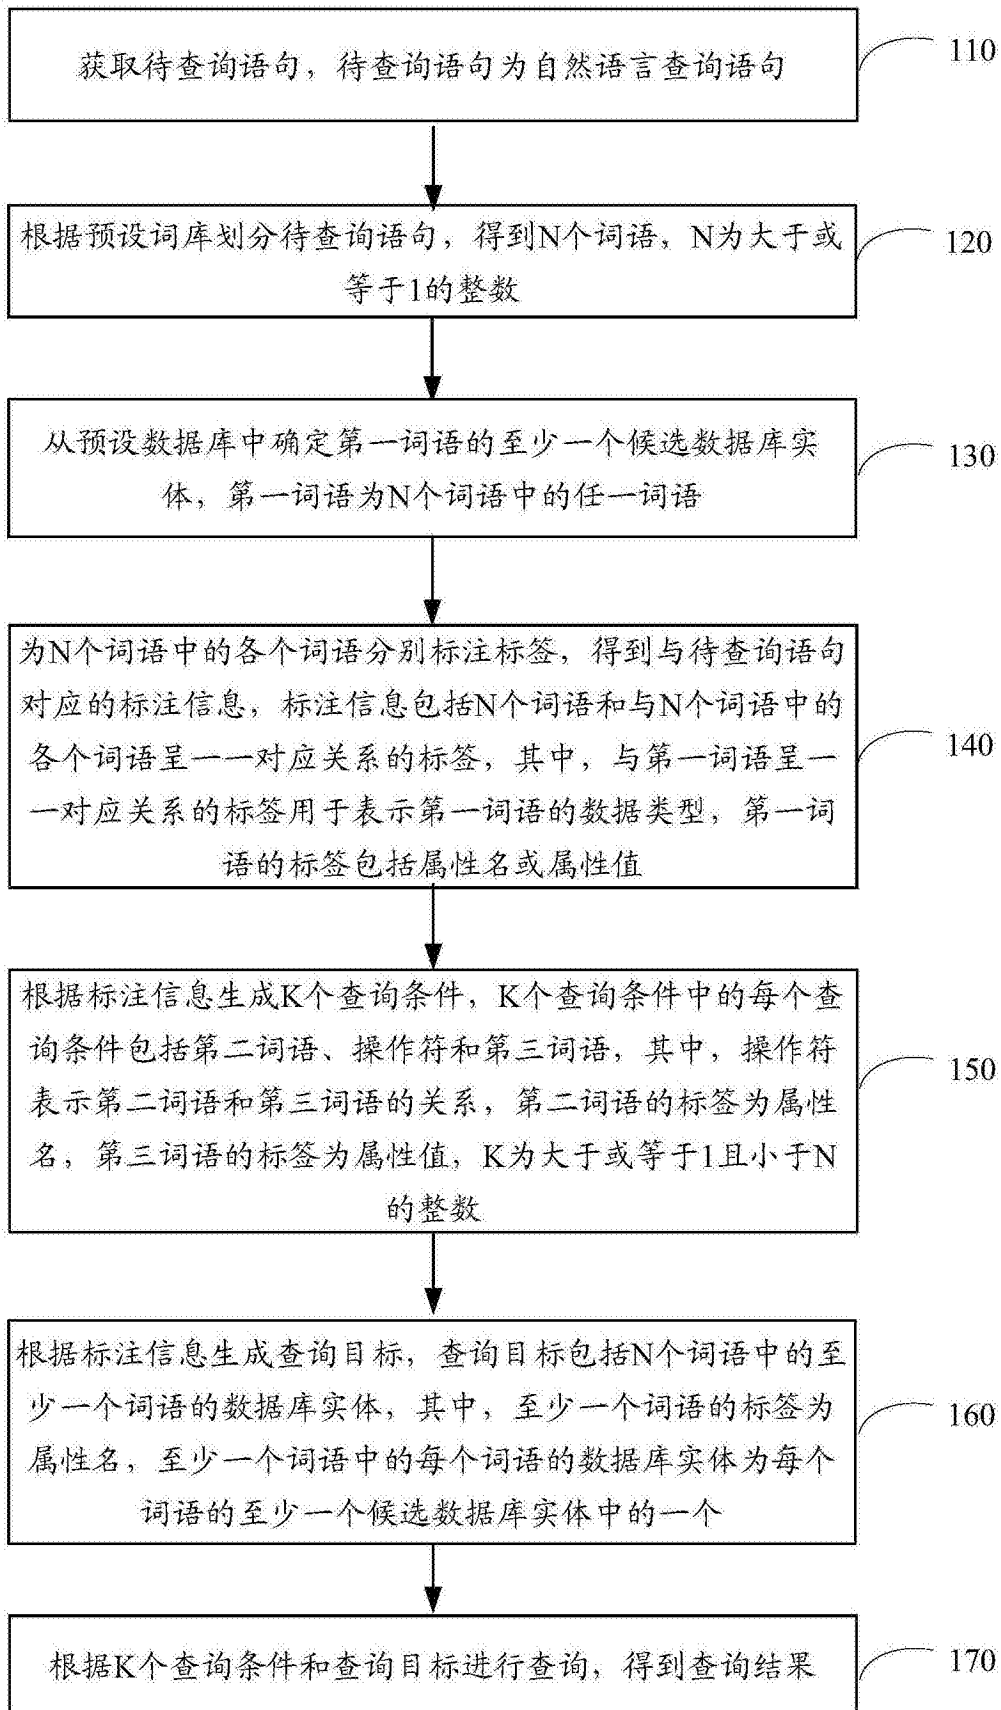 获取待查询语句，待查询语句为自然语言查询语句
110
根据预设词库划分待查询语句，得到N个词语，N为大于或
等于1的整数
120
从预设数据库中确定第一词语的至少一个候选数据库实
体，第一词语为N个词语中的任一词语
130
为N个词语中的各个词语分别标注标签，得到与待查询语句
对应的标注信息，标注信息包括N个词语和与N个词语中的
各个词语呈一一对应关系的标签，其中，与第一词语呈一
一对应关系的标签用于表示第一词语的数据类型，第一词
语的标签包括属性名或属性值
140
根据标注信息生成K个查询条件，K个查询条件中的每个查
询条件包括第二词语、操作符和第三词语，其中，操作符
表示第二词语和第三词语的关系，第二词语的标签为属性
名，第三词语的标签为属性值，K为大于或等于1且小于N
的整数
150
根据标注信息生成查询目标，查询目标包括N个词语中的至
少一个词语的数据库实体，其中，至少一个词语的标签为
属性名，至少一个词语中的每个词语的数据库实体为每个
词语的至少一个候选数据库实体中的一个
160
根据K个查询条件和查询目标进行查询，得到查询结果
170